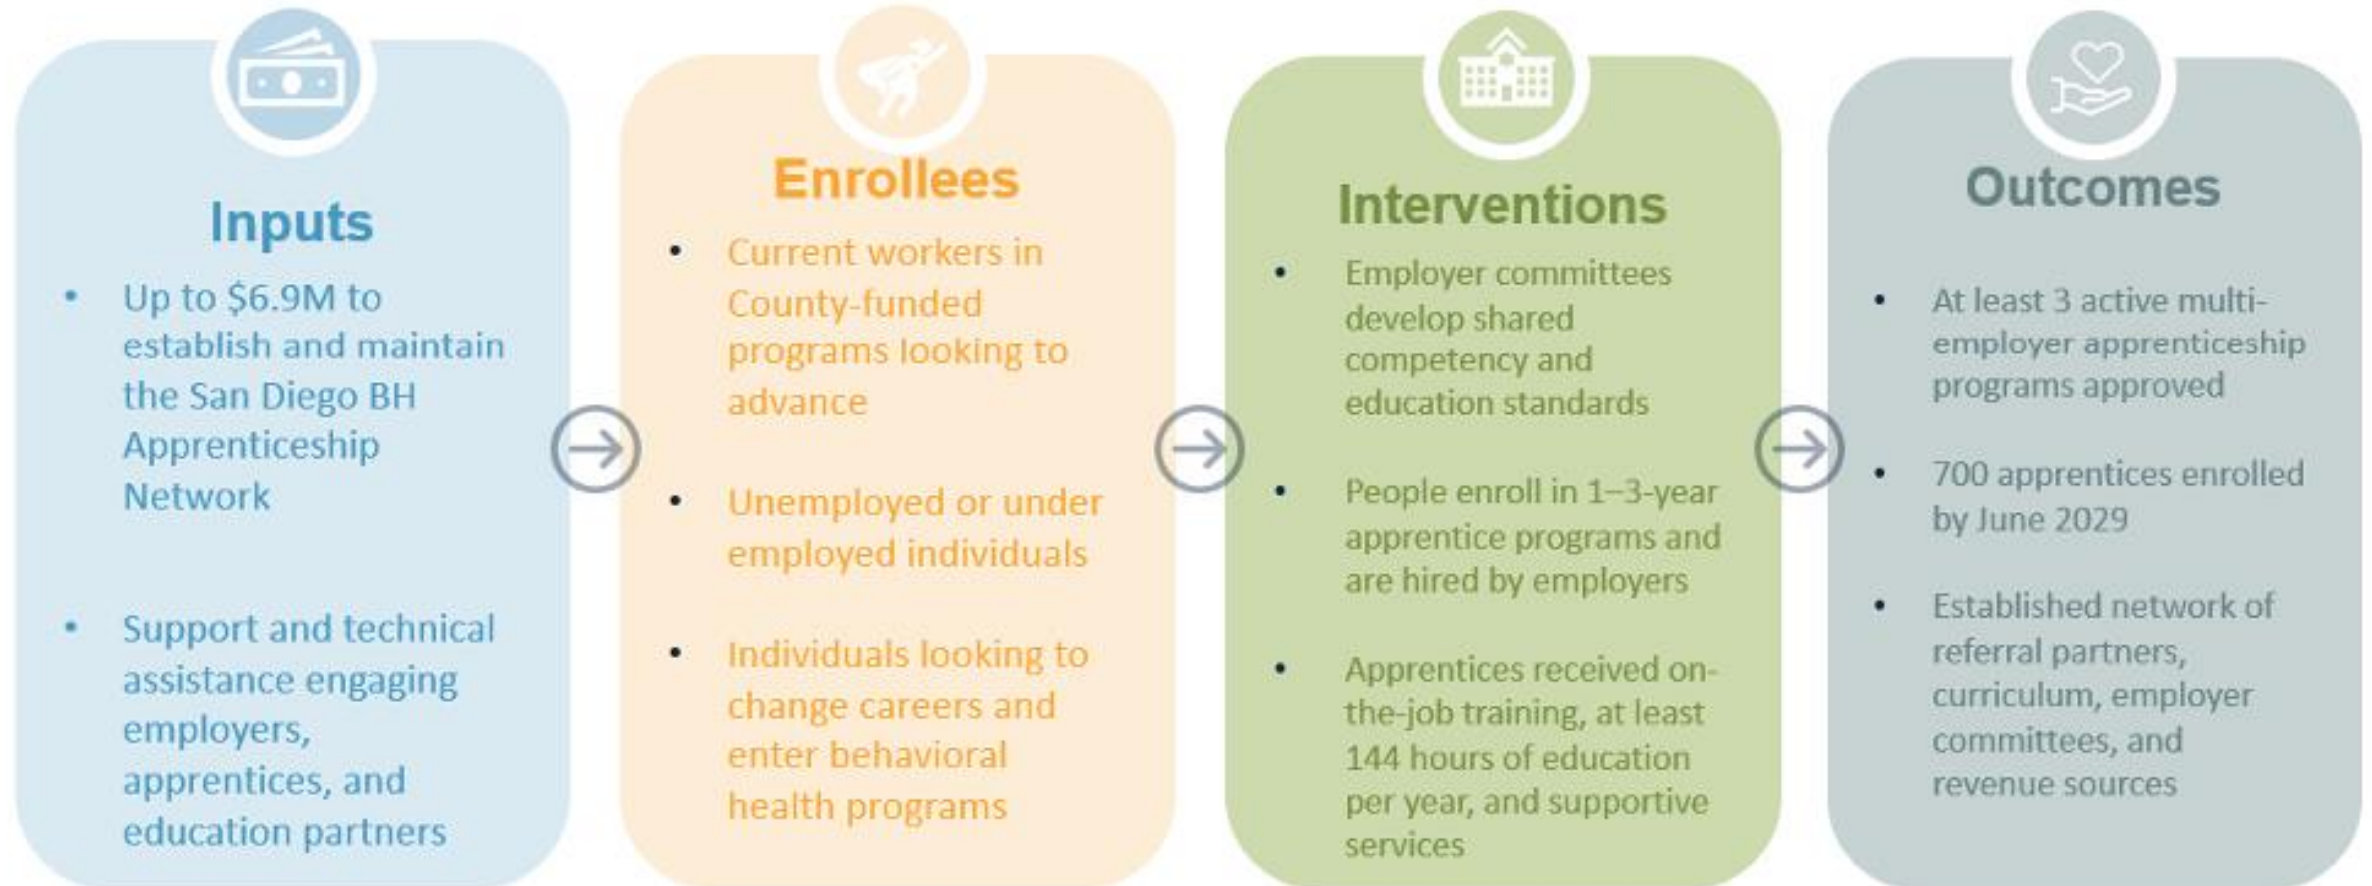 Inputs
• Up to $6.9M to
establish and maintain
the San Diego BH
Apprenticeship
Network
• Support and technical
assistance engaging
employers,
apprentices, and
education partners
Enrollees
• Current workers in
County-funded
programs looking to
advance
• Unemployed or under
employed individuals
• Individuals looking to
change careers and
enter behavioral
health programs
Interventions
• Employer committees
develop shared
competency and
education standards
• People enroll in 1–3-year
apprentice programs and
are hired by employers
• Apprentices received on-
the-job training, at least
144 hours of education
per year, and supportive
services
Outcomes
• At least 3 active multi-
employer apprenticeship
programs approved
• 700 apprentices enrolled
by June 2029
• Established network of
referral partners,
curriculum, employer
committees, and
revenue sources